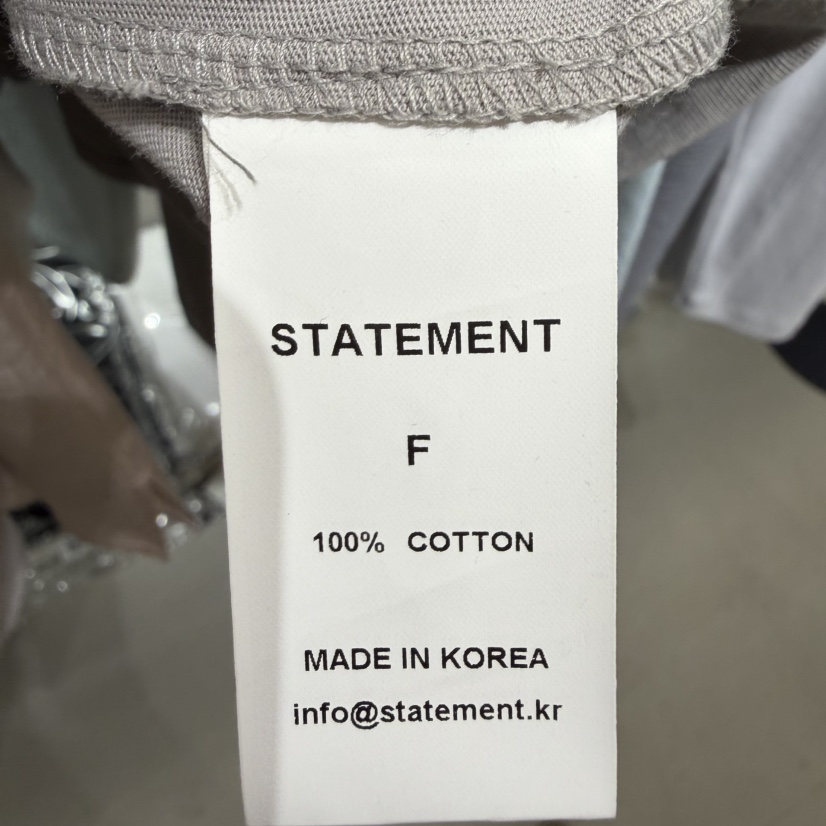 STATEMENT
F
100% COTTON
MADE IN KOREA
info@statement.kr